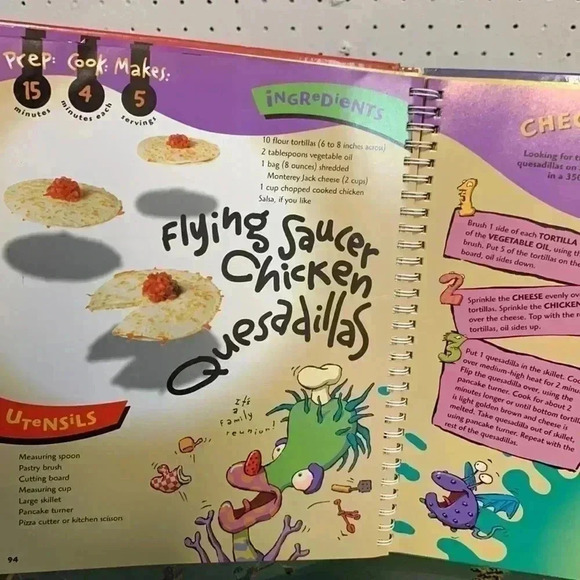 Prep: Cook: Makes:
15 4 5
minutes minutes each servings
INGREDIENTS
10 flour tortillas (6 to 8 inches across)
2 tablespoons vegetable oil
1 bag (8 ounces) shredded
Monterey Jack cheese (2 cups)
1 cup chopped cooked chicken
Salsa, if you like
Flying Saucer
Chicken
Quesadillas
UTENSILS
Measuring spoon
Pastry brush
Cutting board
Measuring cup
Large skillet
Pancake turner
Pizza cutter or kitchen scissors
It's
a
family
reunion!
94
CHEC
Looking for t
quesadillas on
in a 350
1
Brush 1 side of each TORTILLA
of the VEGETABLE OIL, using th
brush. Put 5 of the tortillas on the
board, oil sides down.
2
Sprinkle the CHEESE evenly ov
tortillas. Sprinkle the CHICKEN
over the cheese. Top with the r
tortillas, oil sides up.
3
Put 1 quesadilla in the skillet. Co
over medium-high heat for 2 minu
Flip the quesadilla over, using the
pancake turner. Cook for about 2
minutes longer or until bottom tortilla
is light golden brown and cheese is
melted. Take quesadilla out of skillet,
using pancake turner. Repeat with the
rest of the quesadillas.